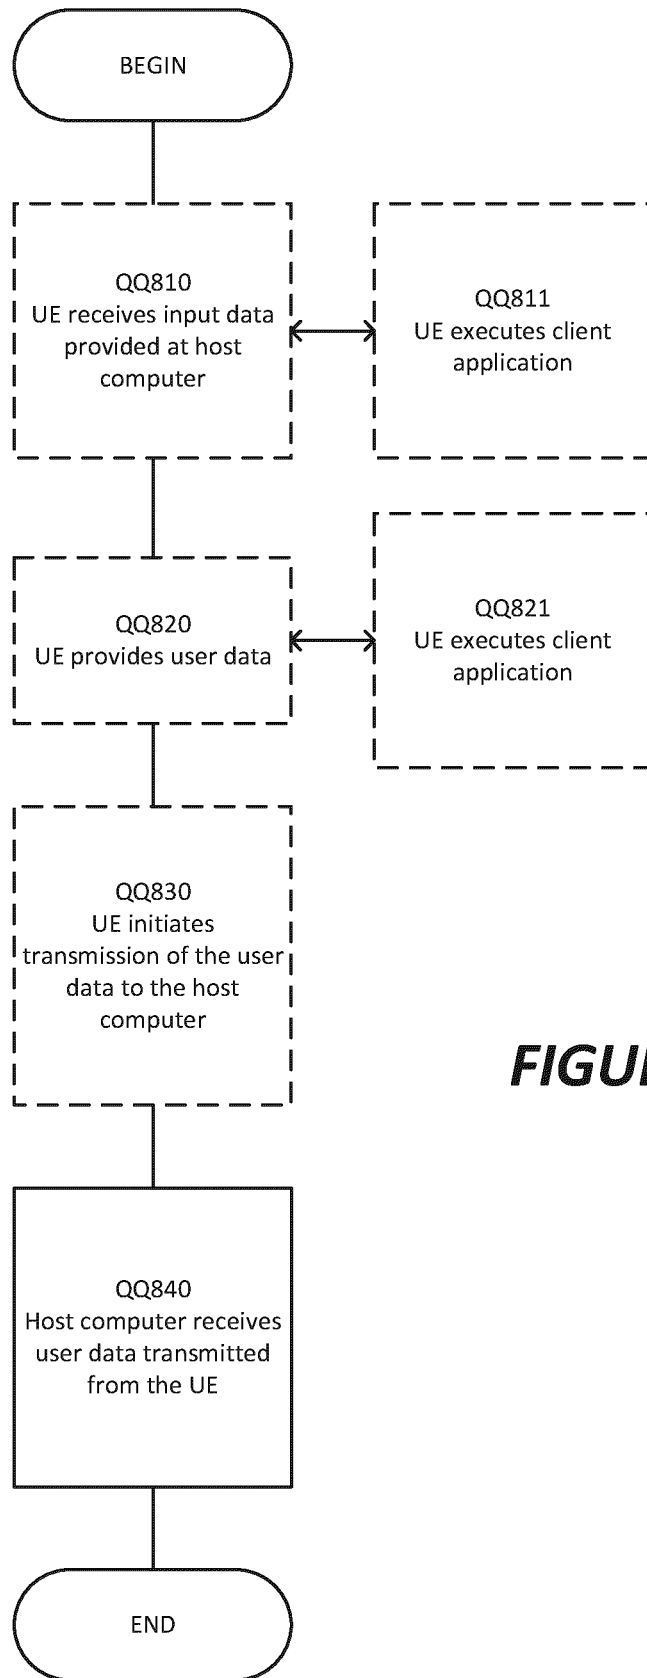 BEGIN
QQ810
UE receives input data
provided at host
computer
QQ811
UE executes client
application
QQ820
UE provides user data
QQ821
UE executes client
application
QQ830
UE initiates
transmission of the user
data to the host
computer
QQ840
Host computer receives
user data transmitted
from the UE
END